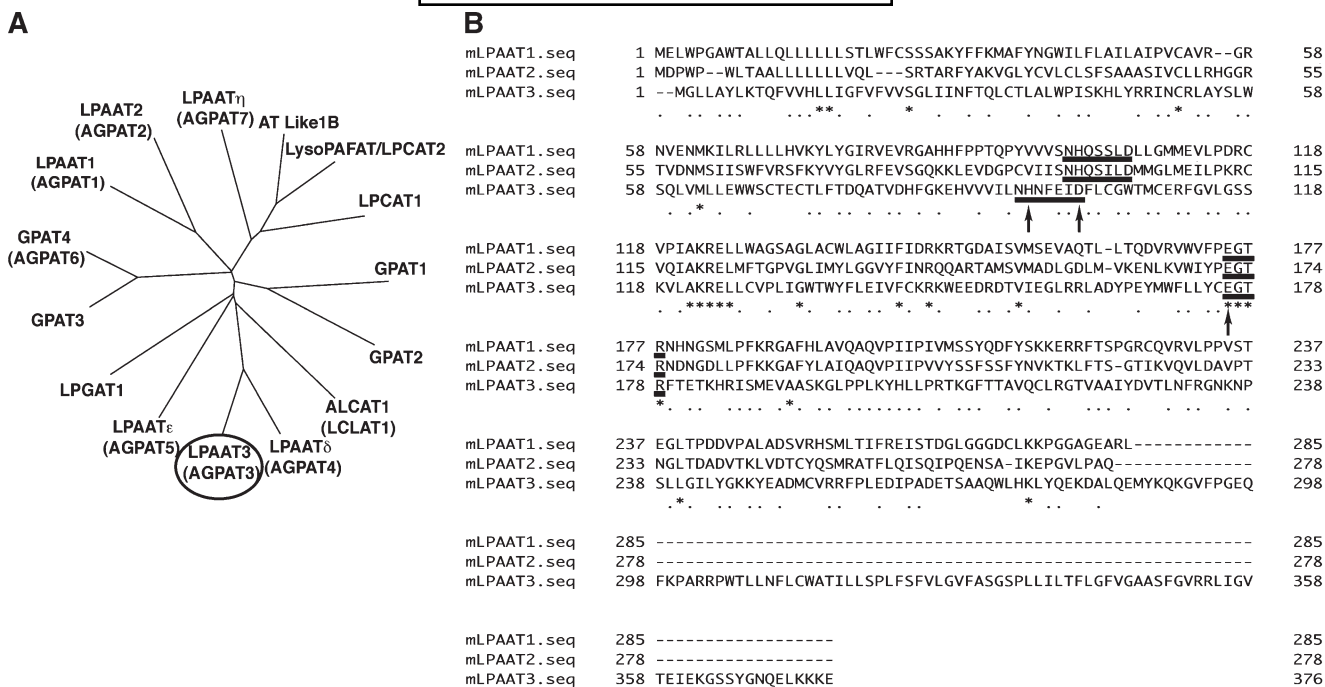 A
LPAATη
(AGPAT7)
AT Like1B
LPAAT2
(AGPAT2)
LysoPAFAT/LPCAT2
LPAAT1
(AGPAT1)
LPCAT1
GPAT4
(AGPAT6)
GPAT1
GPAT3
GPAT2
LPGAT1
ALCAT1
(LCLAT1)
LPAATε
(AGPAT5)
LPAAT3
(AGPAT3)
LPAATδ
(AGPAT4)
B
mLPAAT1.seq 1 MELWPGAWTALLQLLLLLLSTLWFCSSSAKYFFKMAFYNGWILFLAILAIPVCAVR--GR 58
mLPAAT2.seq 1 MDPWP--WLTAALLLLLLLVQL---SRTARFYAKVGLYCVLCLSFSAAASIVCLLRHGGR 55
mLPAAT3.seq 1 --MGLLAYLKTQFVVHLLIGFVFVVSGLIINFTQLCTLALWPISKHLYRRINCRLAYSLW 58
mLPAAT1.seq 58 NVENMKILRLLLLHVKYLYGIRVEVRGAHHFPPTQPYVVVSNHQSSLDLLGMMEVLPDRC 118
mLPAAT2.seq 55 TVDNMSIISWFVRSFKYVYGLRFEVSGQKKLEVDGPCVIISNHQSILDMMGLMEILPKRC 115
mLPAAT3.seq 58 SQLVMLLEWWSCTECTLFTDQATVDHFGKEHVVVILNHNFEIDFLCGWTMCERFGVLGSS 118
mLPAAT1.seq 118 VPIAKRELLWAGSAGLACWLAGIIFIDRKRTGDAISVMSEVAQTL-LTQDVRVWVFPEGT 177
mLPAAT2.seq 115 VQIAKRELMFTGPVGLIMYLGGVYFINRQQARTAMSVMADLGDLM-VKENLKVWIYPEGT 174
mLPAAT3.seq 118 KVLAKRELLCVPLIGWTWYFLEIVFCKRKWEEDRDTVIEGLRRLADYPEYMWFLLYCEGT 178
mLPAAT1.seq 177 RNHNGSMLPFKRGAFHLAVQAQVPIIPIVMSSYQDFYSKKERRFTSPGRCQVRVLPPVST 237
mLPAAT2.seq 174 RNDNGDLLPFKKGAFYLAIQAQVPIIPVVYSSFSSFYNVKTKLFTS-GTIKVQVLDAVPT 233
mLPAAT3.seq 178 RFTETKHRISMEVAASKGLPPLKYHLLPRTKGFTTAVQCLRGTVAAIYDVTLNFRGNKNP 238
mLPAAT1.seq 237 EGLTPDDVPALADSVRHSMLTIFREISTDGLGGGDCLKKPGGAGEARL------------ 285
mLPAAT2.seq 233 NGLTDADVTKLVDTCYQSMRATFLQISQIPQENSA-IKEPGVLPAQ-------------- 278
mLPAAT3.seq 238 SLLGILYGKKYEADMCVRRFPLEDIPADETSAAQWLHKLYQEKDALQEMYKQKGVFPGEQ 298
mLPAAT1.seq 285 ------------------------------------------------------------ 285
mLPAAT2.seq 278 ------------------------------------------------------------ 278
mLPAAT3.seq 298 FKPARRPWTLLNFLCWATILLSPLFSFVLGVFASGSPLLILTFLGFVGAASFGVRRLIGV 358
mLPAAT1.seq 285 ------------------ 285
mLPAAT2.seq 278 ------------------ 278
mLPAAT3.seq 358 TEIEKGSSYGNQELKKKE 376